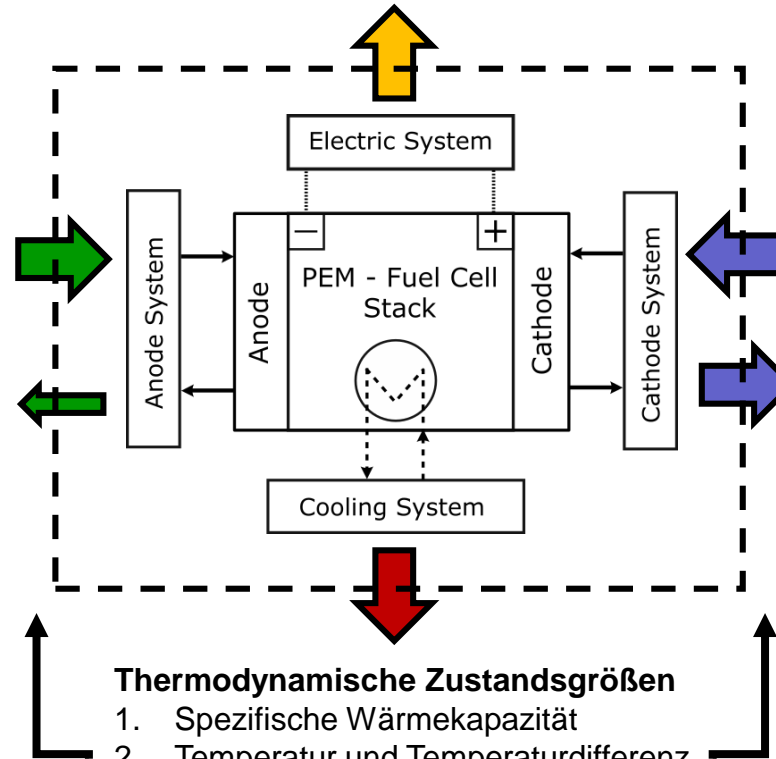 Electric System
−
+
PEM - Fuel Cell
Stack
Anode System
Anode
Cathode
Cathode System
Cooling System
Thermodynamische Zustandsgrößen
1. Spezifische Wärmekapazität
2. Temperatur und Temperaturdifferenz